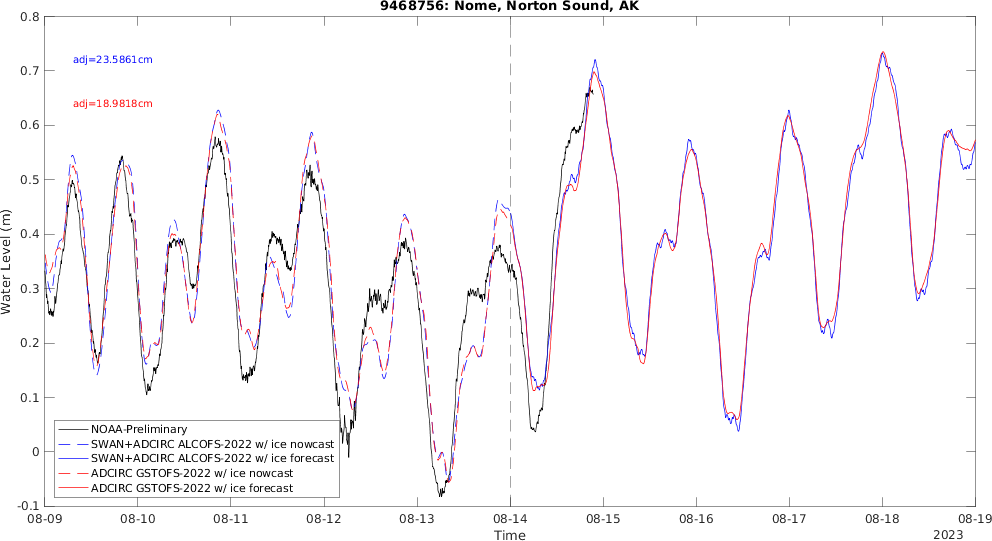 9468756: Nome, Norton Sound, AK
0.8
0.7
0.6
0.5
0.4
0.3
0.2
0.1
0
-0.1
Water Level (m)
adj=23.5861cm
adj=18.9818cm
NOAA-Preliminary
SWAN+ADCIRC ALCOFS-2022 w/ ice nowcast
SWAN+ADCIRC ALCOFS-2022 w/ ice forecast
ADCIRC GSTOFS-2022 w/ ice nowcast
ADCIRC GSTOFS-2022 w/ ice forecast
08-09 08-10 08-11 08-12 08-13 08-14 08-15 08-16 08-17 08-18 08-19
Time
2023